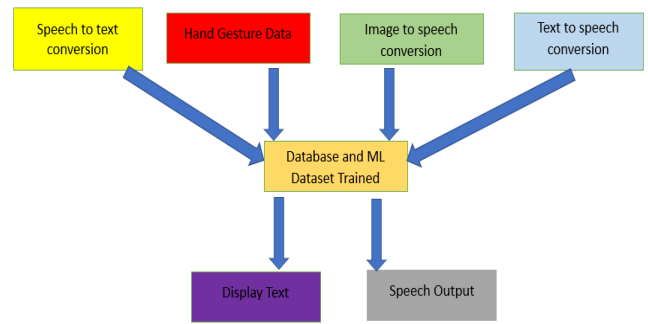 Speech to text
conversion
Hand Gesture Data
Image to speech
conversion
Text to speech
conversion
Database and ML
Dataset Trained
Display Text
Speech Output